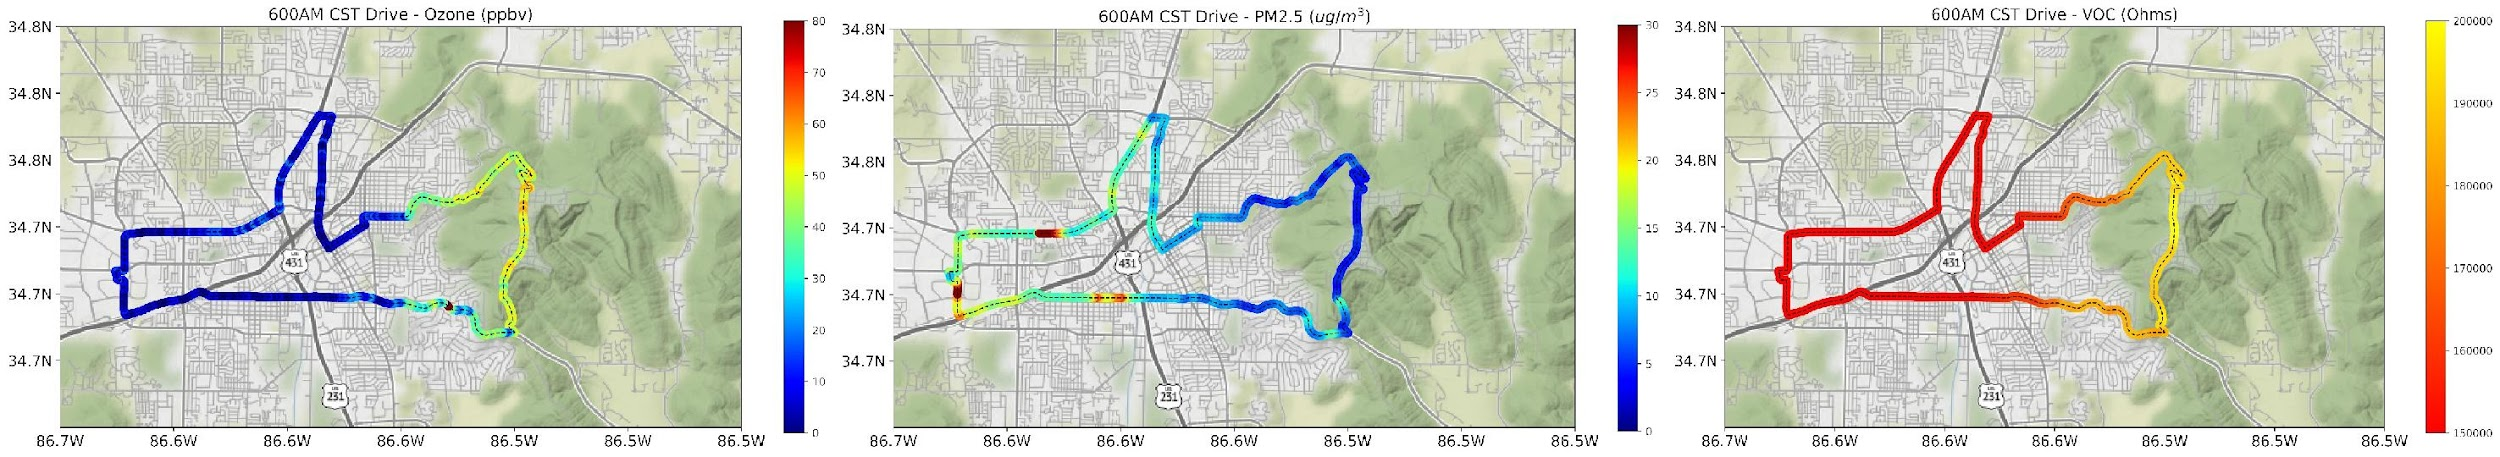 600AM CST Drive - Ozone (ppbv)
34.8N
34.8N
34.8N
34.7N
34.7N
34.7N
86.7W
86.6W
86.6W
86.6W
86.5W
86.5W
86.5W
431
231
80
70
60
50
40
30
20
10
0
600AM CST Drive - PM2.5 (ug/m³)
34.8N
34.8N
34.8N
34.7N
34.7N
34.7N
86.7W
86.6W
86.6W
86.6W
86.5W
86.5W
86.5W
431
231
30
25
20
15
10
5
0
600AM CST Drive - VOC (Ohms)
34.8N
34.8N
34.8N
34.7N
34.7N
34.7N
86.7W
86.6W
86.6W
86.6W
86.5W
86.5W
86.5W
431
231
200000
190000
180000
170000
160000
150000